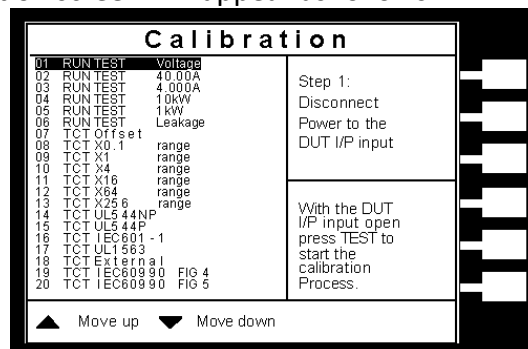 Calibration
01 RUN TEST Voltage
02 RUN TEST 40.00A
03 RUN TEST 4.000A
04 RUN TEST 10kW
05 RUN TEST 1kW
06 RUN TEST Leakage
07 TCT Offset
08 TCT X0.1 range
09 TCT X1 range
10 TCT X4 range
11 TCT X16 range
12 TCT X64 range
13 TCT X256 range
14 TCT UL544NP
15 TCT UL544P
16 TCT IEC601-1
17 TCT UL1563
18 TCT External
19 TCT IEC60990 FIG4
20 TCT IEC60990 FIG5
Step 1:
Disconnect
Power to the
DUT I/P input
With the DUT
I/P input open
press TEST to
start the
calibration
Process.
Move up Move down